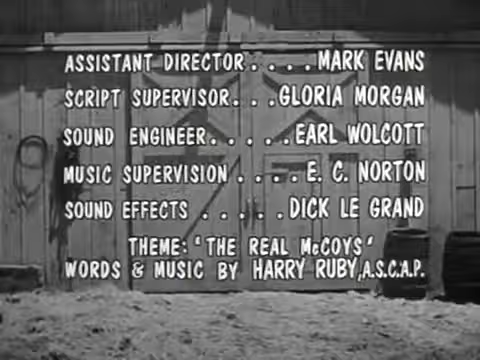 ASSISTANT DIRECTOR....MARK EVANS
SCRIPT SUPERVISOR...GLORIA MORGAN
SOUND ENGINEER.....EARL WOLCOTT
MUSIC SUPERVISION....E. C. NORTON
SOUND EFFECTS.....DICK LE GRAND
THEME: "THE REAL McCOYS"
WORDS & MUSIC BY HARRY RUBY, A.S.C.A.P.